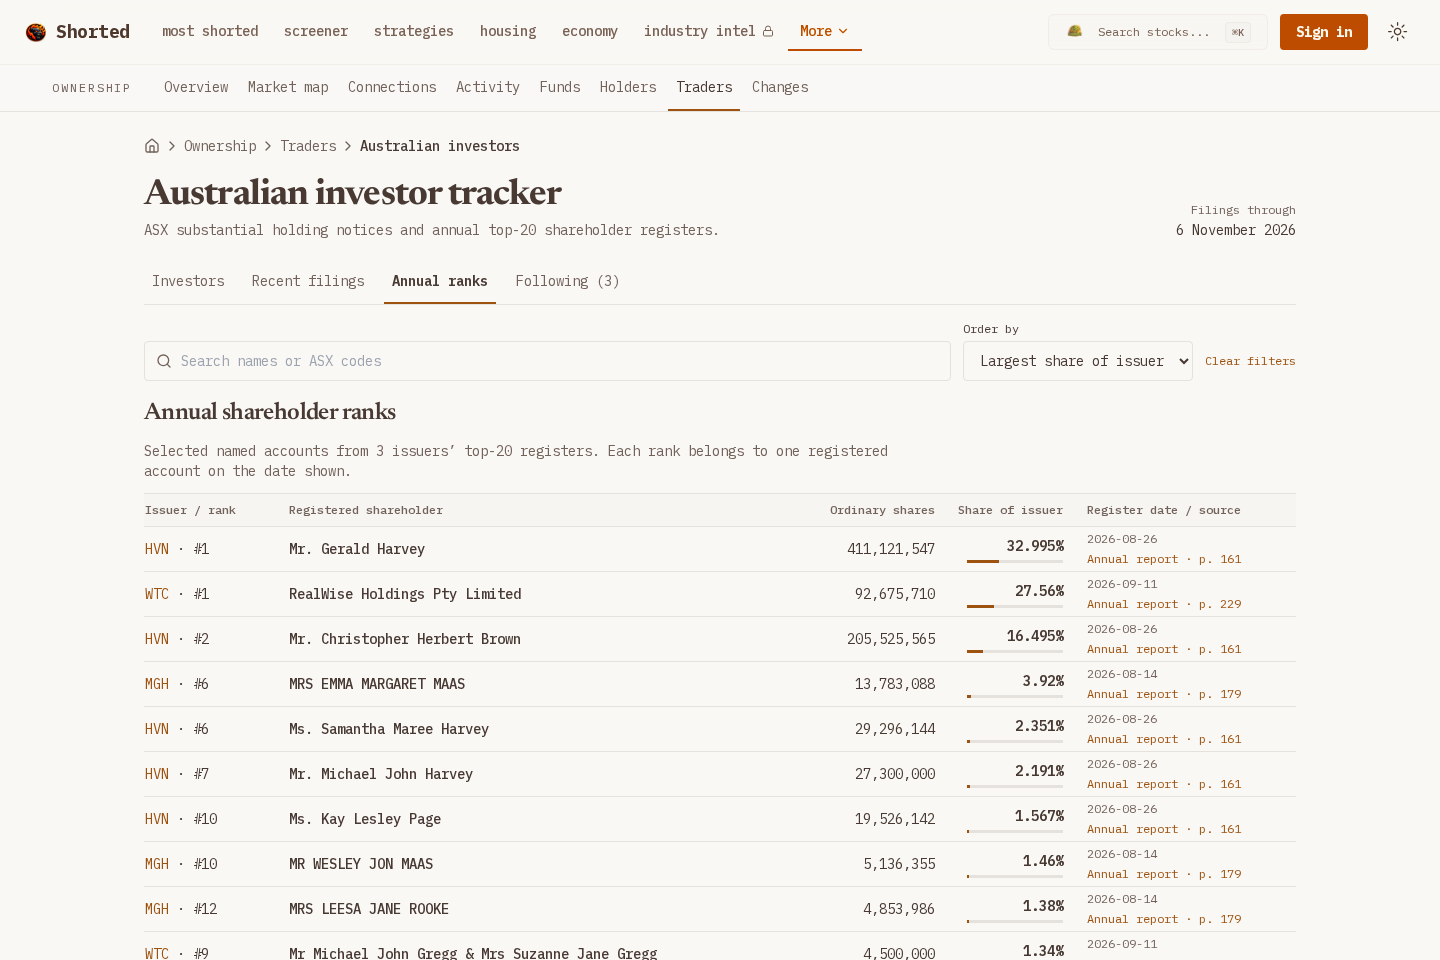 Shorted
most shorted
screener
strategies
housing
economy
industry intel
More
Search stocks...
⌘K
Sign in
OWNERSHIP
Overview
Market map
Connections
Activity
Funds
Holders
Traders
Changes
Ownership
Traders
Australian investors
Australian investor tracker
ASX substantial holding notices and annual top-20 shareholder registers.
Filings through
6 November 2026
Investors
Recent filings
Annual ranks
Following (3)
Order by
Search names or ASX codes
Largest share of issuer
Clear filters
Annual shareholder ranks
Selected named accounts from 3 issuers’ top-20 registers. Each rank belongs to one registered
account on the date shown.
Issuer / rank Registered shareholder Ordinary shares Share of issuer Register date / source
HVN · #1 Mr. Gerald Harvey 411,121,547 32.995% 2026-08-26
Annual report · p. 161
WTC · #1 RealWise Holdings Pty Limited 92,675,710 27.56% 2026-09-11
Annual report · p. 229
HVN · #2 Mr. Christopher Herbert Brown 205,525,565 16.495% 2026-08-26
Annual report · p. 161
MGH · #6 MRS EMMA MARGARET MAAS 13,783,088 3.92% 2026-08-14
Annual report · p. 179
HVN · #6 Ms. Samantha Maree Harvey 29,296,144 2.351% 2026-08-26
Annual report · p. 161
HVN · #7 Mr. Michael John Harvey 27,300,000 2.191% 2026-08-26
Annual report · p. 161
HVN · #10 Ms. Kay Lesley Page 19,526,142 1.567% 2026-08-26
Annual report · p. 161
MGH · #10 MR WESLEY JON MAAS 5,136,355 1.46% 2026-08-14
Annual report · p. 179
MGH · #12 MRS LEESA JANE ROOKE 4,853,986 1.38% 2026-08-14
Annual report · p. 179
WTC · #9 Mr Michael John Gregg & Mrs Suzanne Jane Gregg 4,500,000 1.34% 2026-09-11